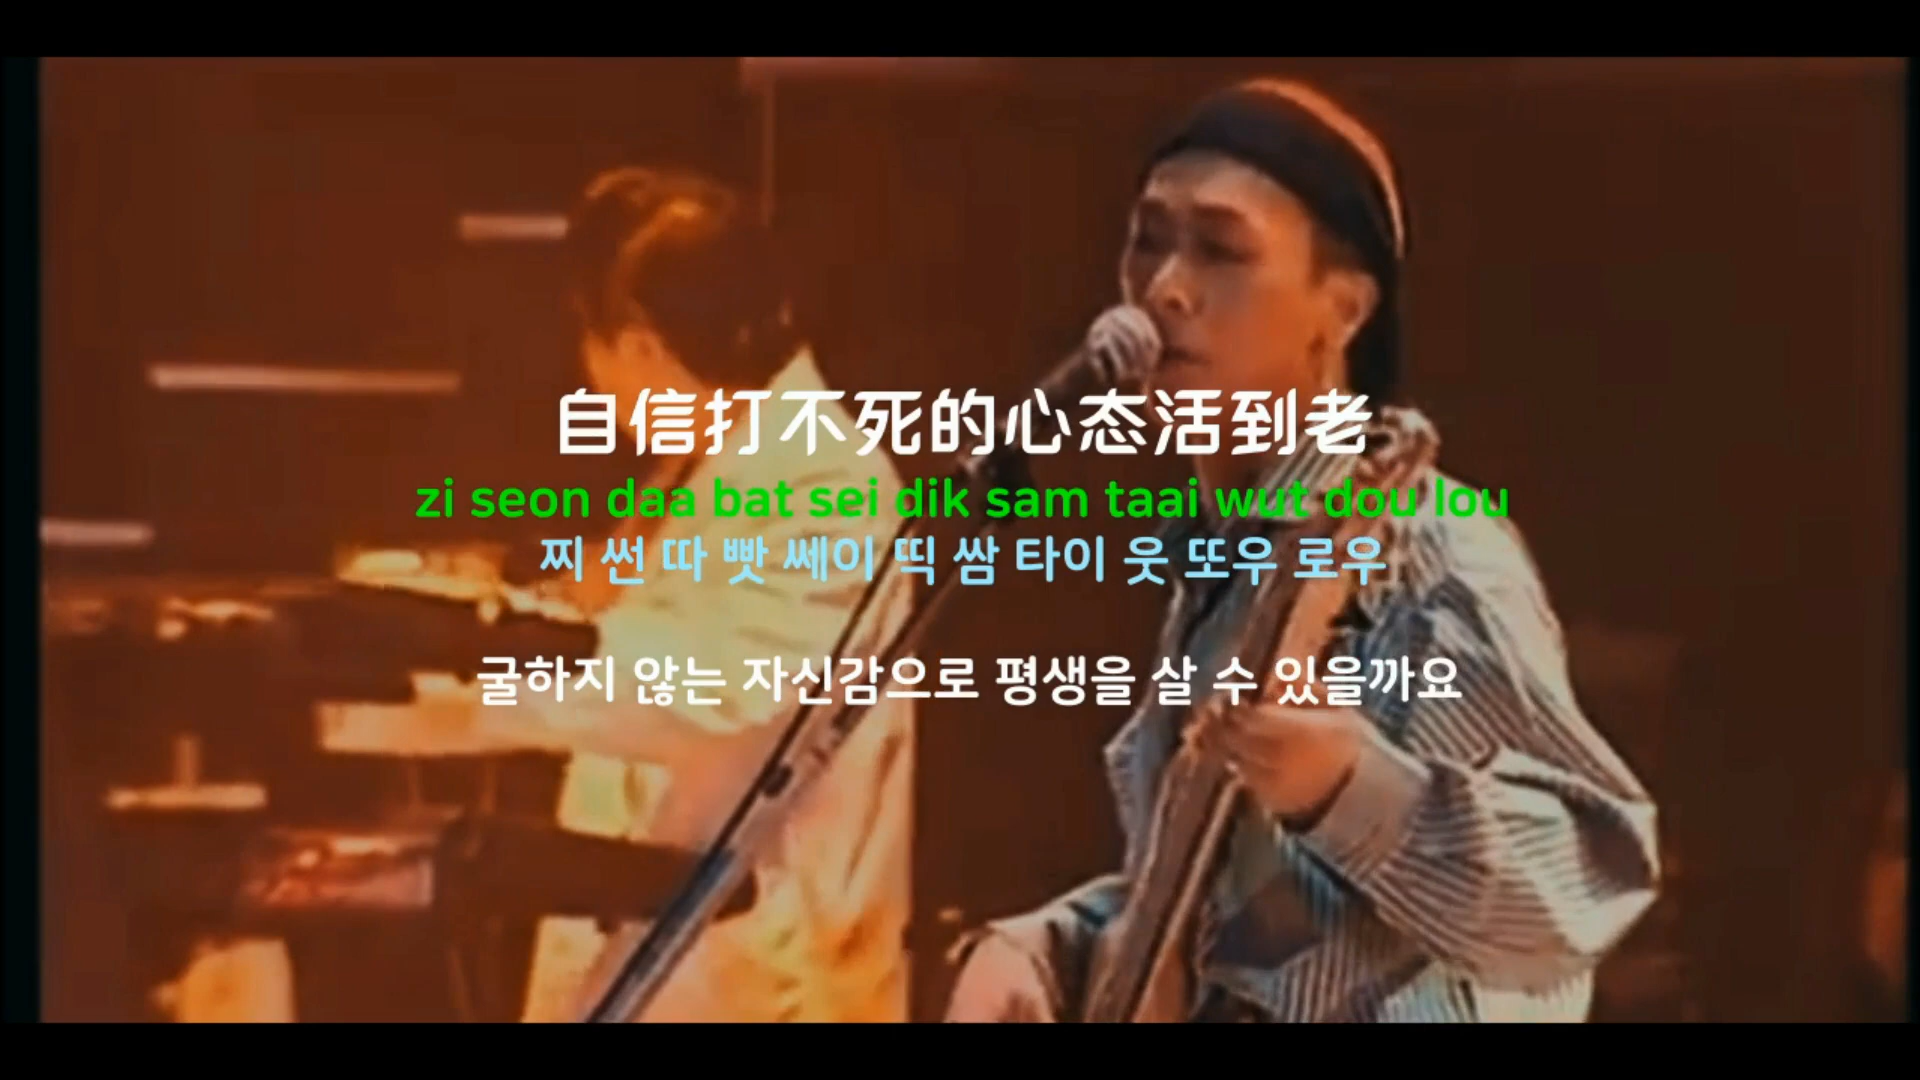 自信打不死的心态活到老
zi seon daa bat sei dik sam taai wut dou lou
찌 썬 따 빳 쎄이 띡 쌈 타이 웃 또우 로우
굴하지 않는 자신감으로 평생을 살 수 있을까요